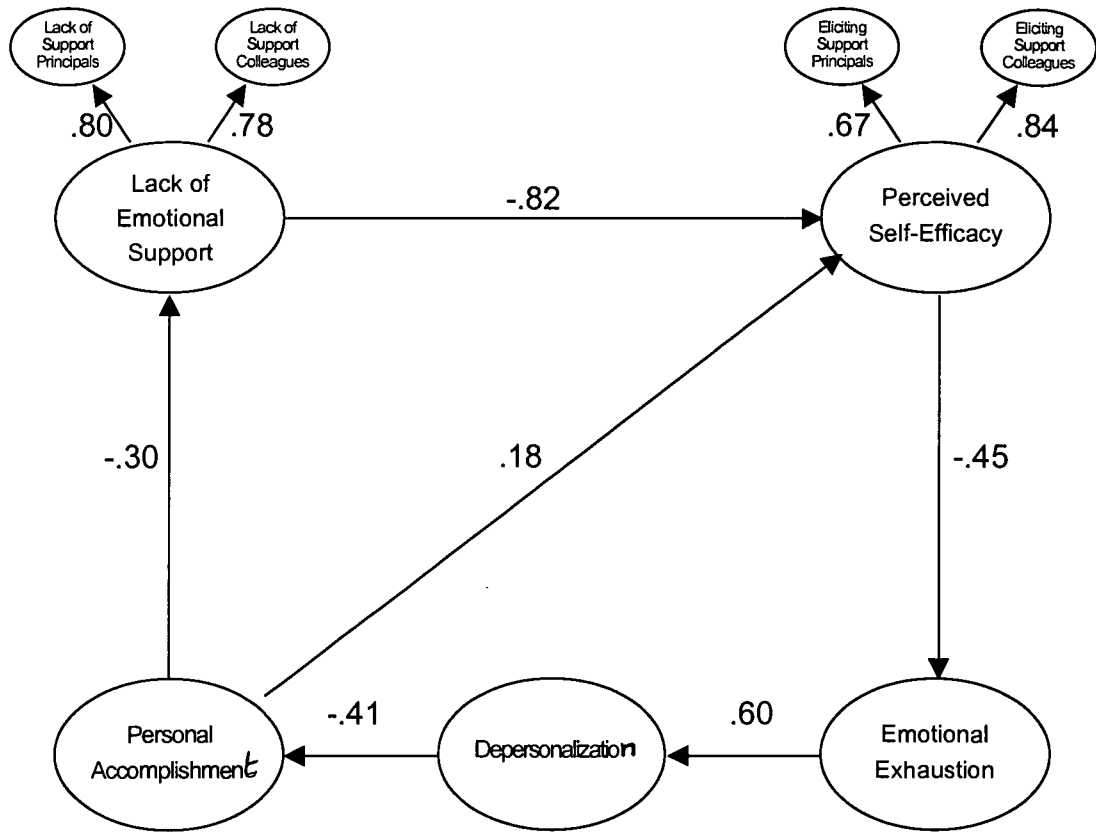 Lack of
Support
Principals
Lack of
Support
Colleagues
Eliciting
Support
Principals
Eliciting
Support
Colleagues
.80
.78
.67
.84
Lack of
Emotional
Support
-.82
Perceived
Self-Efficacy
-.30
.18
-.45
Personal
Accomplishment
-.41
Depersonalization
.60
Emotional
Exhaustion